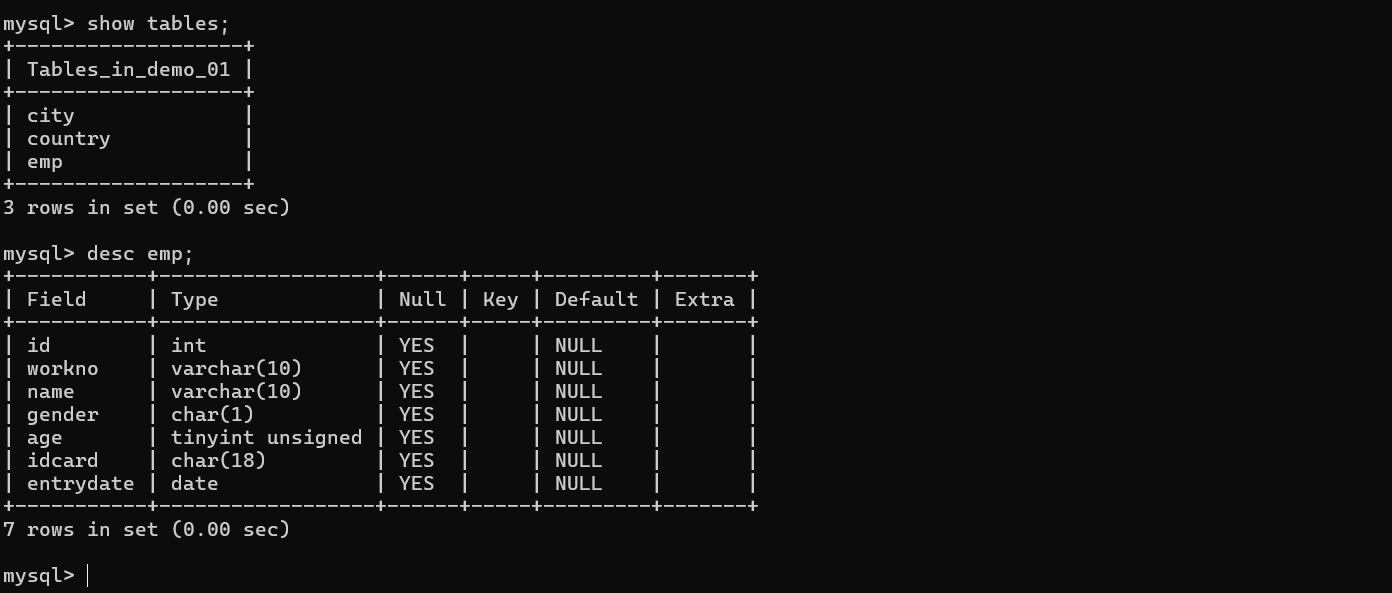 mysql> show tables;
+-------------------+
| Tables_in_demo_01 |
+-------------------+
| city              |
| country           |
| emp               |
+-------------------+
3 rows in set (0.00 sec)

mysql> desc emp;
+-----------+------------------+------+-----+---------+-------+
| Field     | Type             | Null | Key | Default | Extra |
+-----------+------------------+------+-----+---------+-------+
| id        | int              | YES  |     | NULL    |       |
| workno    | varchar(10)      | YES  |     | NULL    |       |
| name      | varchar(10)      | YES  |     | NULL    |       |
| gender    | char(1)          | YES  |     | NULL    |       |
| age       | tinyint unsigned | YES  |     | NULL    |       |
| idcard    | char(18)         | YES  |     | NULL    |       |
| entrydate | date             | YES  |     | NULL    |       |
+-----------+------------------+------+-----+---------+-------+
7 rows in set (0.00 sec)

mysql>